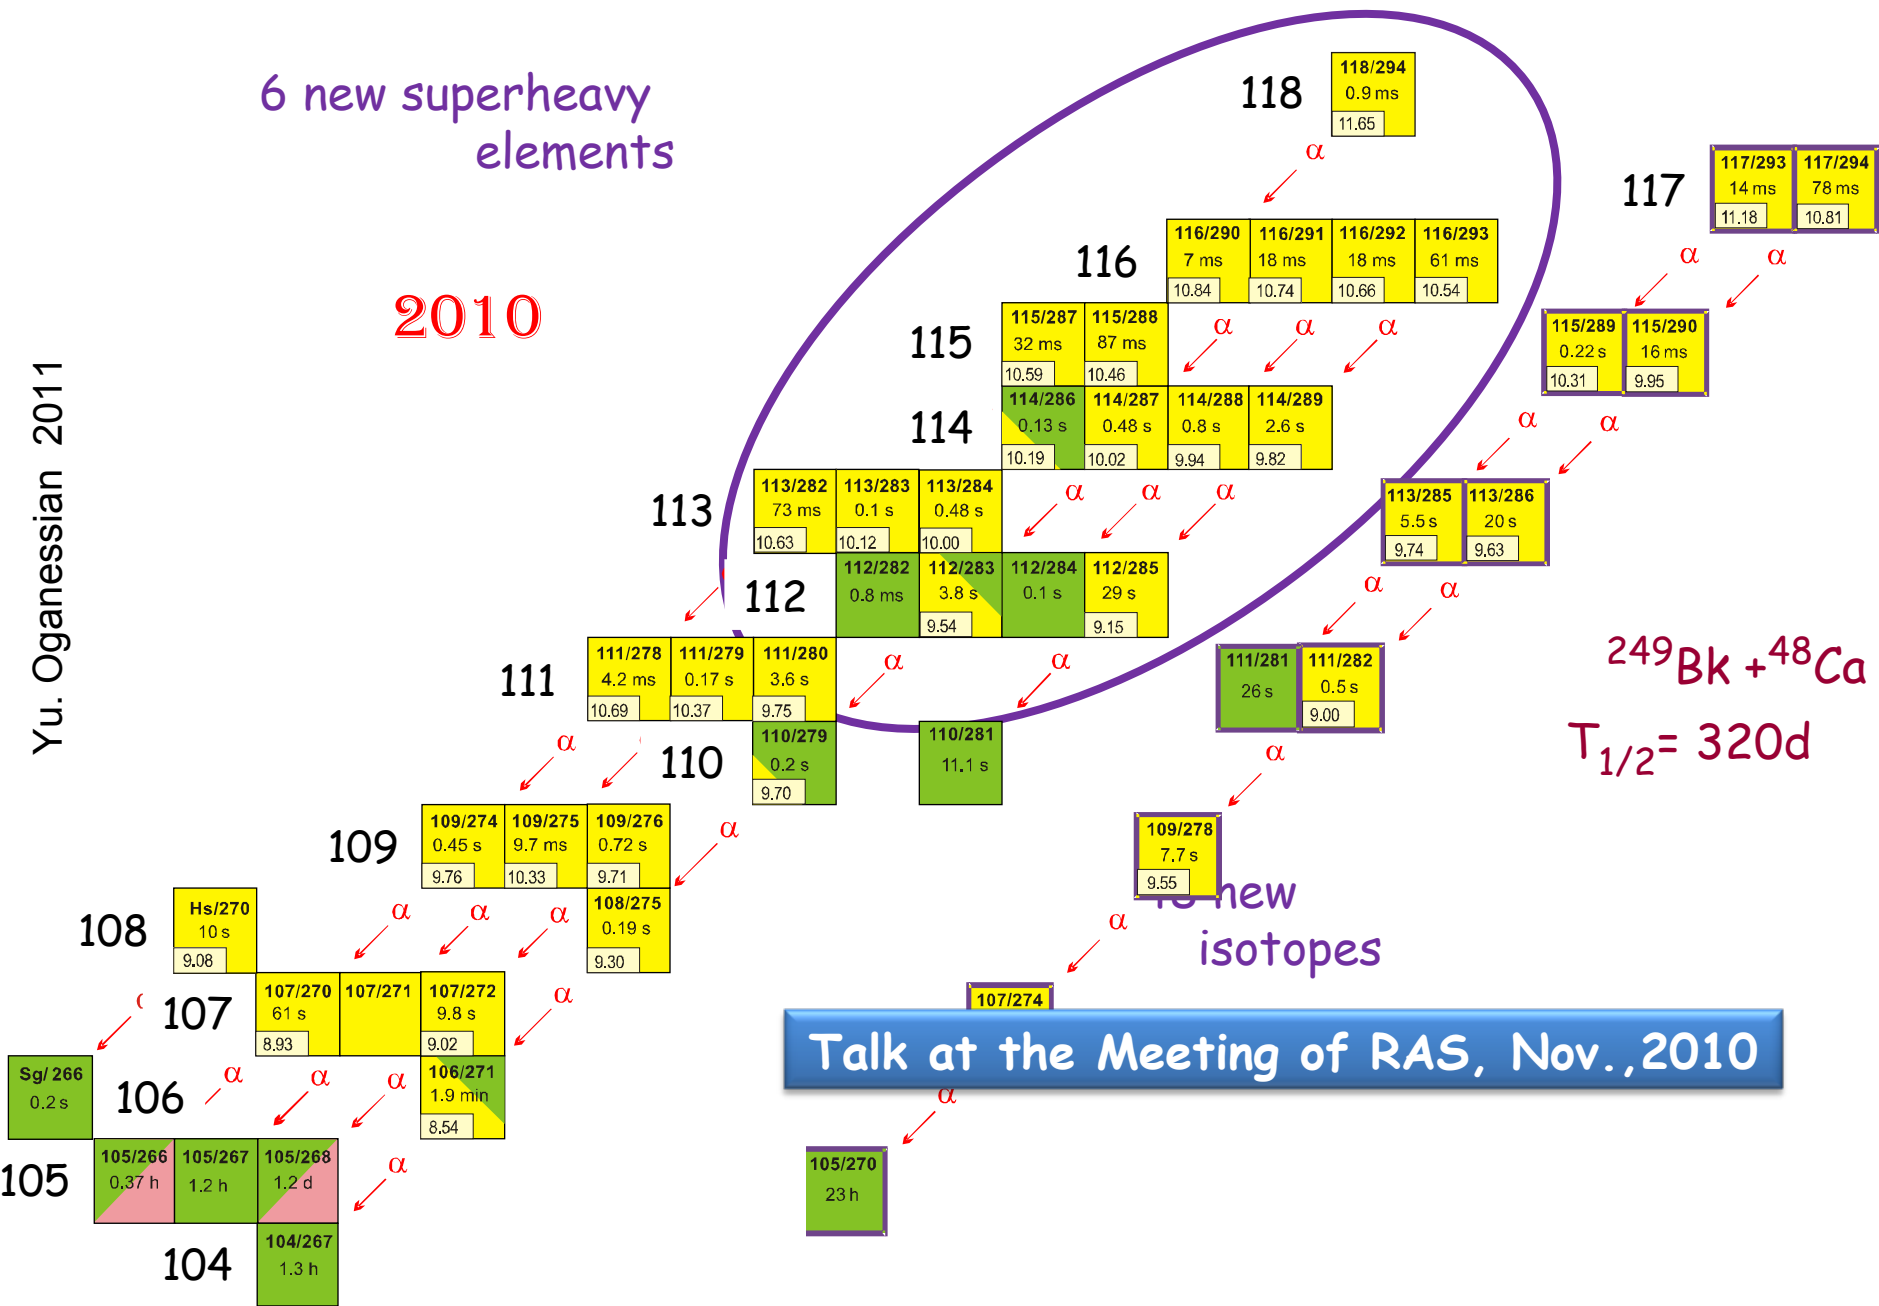 6 new superheavy
elements
2010
Yu. Oganessian 2011
118
118/294
0.9 ms
11.65
α
117
117/293 117/294
14 ms 78 ms
11.18 10.81
α α
116
116/290 116/291 116/292 116/293
7 ms 18 ms 18 ms 61 ms
10.84 10.74 10.66 10.54
α α α
115
115/287 115/288
32 ms 87 ms
10.59 10.46
115/289 115/290
0.22 s 16 ms
10.31 9.95
α α
114
114/286 114/287 114/288 114/289
0.13 s 0.48 s 0.8 s 2.6 s
10.19 10.02 9.94 9.82
α α α
113
113/282 113/283 113/284
73 ms 0.1 s 0.48 s
10.63 10.12 10.00
113/285 113/286
5.5 s 20 s
9.74 9.63
α α
112
112/282 112/283 112/284 112/285
0.8 ms 3.8 s 0.1 s 29 s
9.54 9.15
α α
111
111/278 111/279 111/280
4.2 ms 0.17 s 3.6 s
10.69 10.37 9.75
111/281 111/282
26 s 0.5 s
9.00
α
249Bk +48Ca
T1/2= 320d
α
110
110/279 110/281
0.2 s 11.1 s
9.70
α
109
109/274 109/275 109/276
0.45 s 9.7 ms 0.72 s
9.76 10.33 9.71
109/278
7.7 s
9.55
α
new
isotopes
α α α
108
Hs/270
10 s
9.08
108/275
0.19 s
9.30
α
107
107/270 107/271 107/272
61 s 9.8 s
8.93 9.02
107/274
Talk at the Meeting of RAS, Nov.,2010
α
α α α
106
Sg/266
0.2 s
106/271
1.9 min
8.54
α
105
105/266 105/267 105/268
0.37 h 1.2 h 1.2 d
105/270
23 h
104
104/267
1.3 h